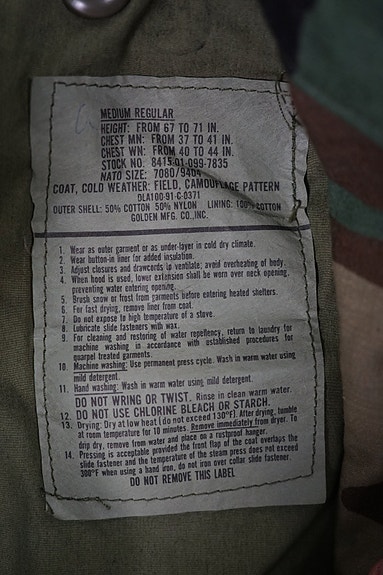 MEDIUM REGULAR
HEIGHT: FROM 67 TO 71 IN.
CHEST MN: FROM 37 TO 41 IN.
CHEST WN: FROM 40 TO 44 IN.
STOCK NO. 8415-01-099-7835
NATO SIZE: 7080/9404
COAT, COLD WEATHER: FIELD, CAMOUFLAGE PATTERN
DLA100-91-C-0371
OUTER SHELL: 50% COTTON 50% NYLON LINING: 100% COTTON
GOLDEN MFG. CO., INC.
1. Wear as outer garment or as under-layer in cold dry climate.
2. Wear button-in liner for added insulation.
3. Adjust closures and drawcords to ventilate; avoid overheating of body.
4. When hood is used, lower extension shall be worn over neck opening,
preventing water entering opening.
5. Brush snow or frost from garments before entering heated shelters.
6. For fast drying, remove liner from coat.
7. Do not expose to high temperature of a stove.
8. Lubricate slide fasteners with wax.
9. For cleaning and restoring of water repellency, return to laundry for
machine washing in accordance with established procedures for
quarpel treated garments.
10. Machine washing: Use permanent press cycle. Wash in warm water using
mild detergent.
11. Hand washing: Wash in warm water using mild detergent.
DO NOT WRING OR TWIST. Rinse in clean warm water.
12. DO NOT USE CHLORINE BLEACH OR STARCH.
13. Drying: Dry at low heat (do not exceed 130°F). After drying, tumble
at room temperature for 10 minutes. Remove immediately from dryer. To
drip dry, remove from water and place on a rustproof hanger.
14. Pressing is acceptable provided the front flap of the coat overlaps the
slide fastener and the temperature of the steam press does not exceed
300°F when using a hand iron, do not iron over collar slide fastener.
DO NOT REMOVE THIS LABEL